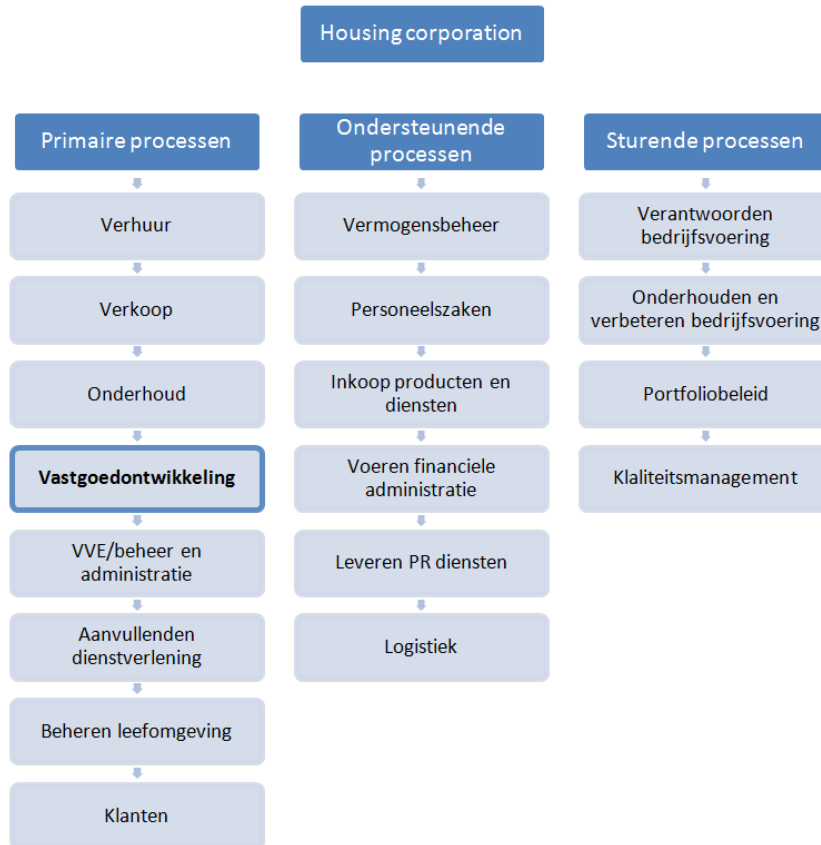 Housing corporation
Primaire processen
Verhuur
Verkoop
Onderhoud
Vastgoedontwikkeling
VVE/beheer en
administratie
Aanvullenden
dienstverlening
Beheren leefomgeving
Klanten
Ondersteunende
processen
Vermogensbeheer
Personeelszaken
Inkoop producten en
diensten
Voeren financiele
administratie
Leveren PR diensten
Logistiek
Sturende processen
Verantwoorden
bedrijfsvoering
Onderhouden en
verbeteren bedrijfsvoering
Portfoliobeleid
Klaliteitsmanagement